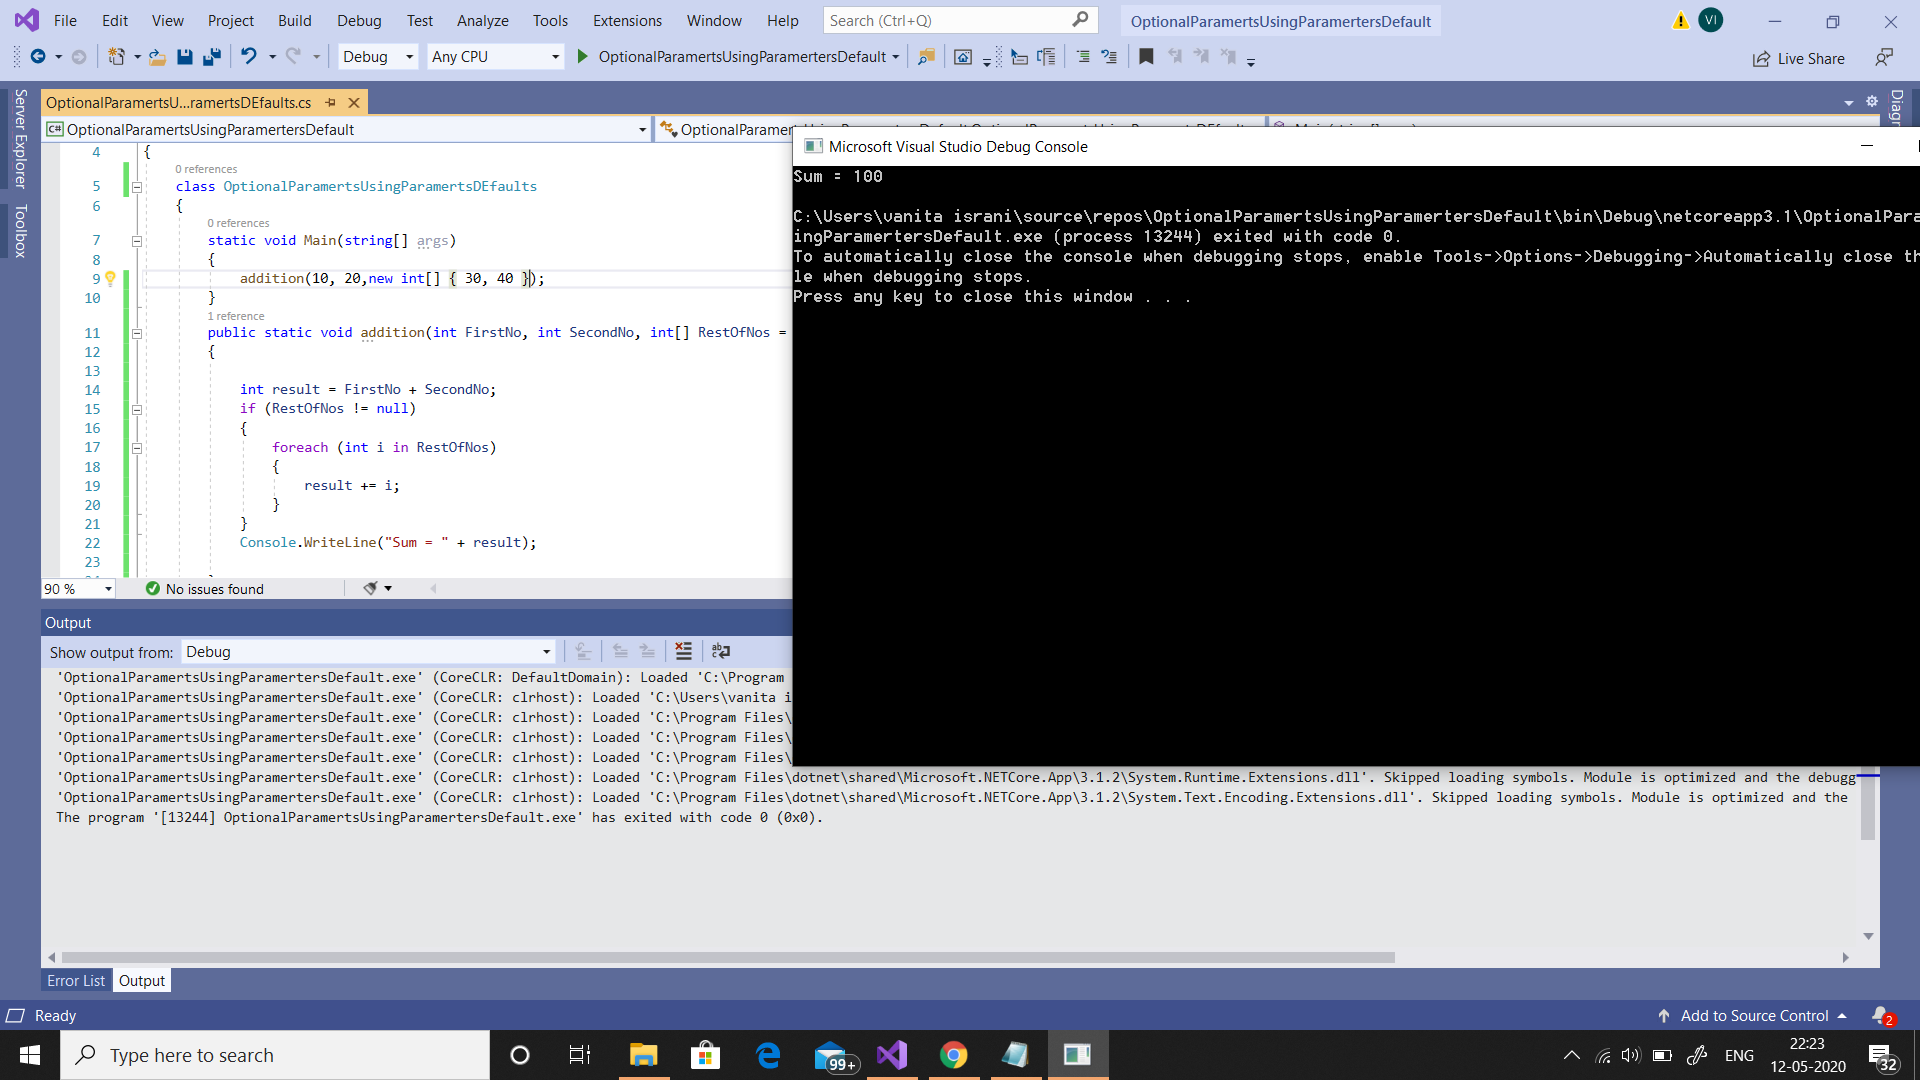 File Edit View Project Build Debug Test Analyze Tools Extensions Window Help Search (Ctrl+Q) OptionalParamertsUsingParamertersDefault VI
Debug Any CPU OptionalParamertsUsingParamertersDefault Live Share
Server Explorer
Toolbox
OptionalParamertsU...ramertsDEfaults.cs
Diagn
C# OptionalParamertsUsingParamertersDefault
4 {
0 references
5 class OptionalParamertsUsingParamertsDEfaults
6 {
0 references
7 static void Main(string[] args)
8 {
9 addition(10, 20,new int[] { 30, 40 });
10 }
1 reference
11 public static void addition(int FirstNo, int SecondNo, int[] RestOfNos =
12 {
13
14 int result = FirstNo + SecondNo;
15 if (RestOfNos != null)
16 {
17 foreach (int i in RestOfNos)
18 {
19 result += i;
20 }
21 }
22 Console.WriteLine("Sum = " + result);
23
90 % No issues found
Microsoft Visual Studio Debug Console
Sum = 100
C:\Users\vanita israni\source\repos\OptionalParamertsUsingParamertersDefault\bin\Debug\netcoreapp3.1\OptionalPara
ingParamertersDefault.exe (process 13244) exited with code 0.
To automatically close the console when debugging stops, enable Tools->Options->Debugging->Automatically close th
le when debugging stops.
Press any key to close this window . . .
Output
Show output from: Debug
'OptionalParamertsUsingParamertersDefault.exe' (CoreCLR: DefaultDomain): Loaded 'C:\Program
'OptionalParamertsUsingParamertersDefault.exe' (CoreCLR: clrhost): Loaded 'C:\Users\vanita i
'OptionalParamertsUsingParamertersDefault.exe' (CoreCLR: clrhost): Loaded 'C:\Program Files\
'OptionalParamertsUsingParamertersDefault.exe' (CoreCLR: clrhost): Loaded 'C:\Program Files\
'OptionalParamertsUsingParamertersDefault.exe' (CoreCLR: clrhost): Loaded 'C:\Program Files\
'OptionalParamertsUsingParamertersDefault.exe' (CoreCLR: clrhost): Loaded 'C:\Program Files\dotnet\shared\Microsoft.NETCore.App\3.1.2\System.Runtime.Extensions.dll'. Skipped loading symbols. Module is optimized and the debugg
'OptionalParamertsUsingParamertersDefault.exe' (CoreCLR: clrhost): Loaded 'C:\Program Files\dotnet\shared\Microsoft.NETCore.App\3.1.2\System.Text.Encoding.Extensions.dll'. Skipped loading symbols. Module is optimized and the
The program '[13244] OptionalParamertsUsingParamertersDefault.exe' has exited with code 0 (0x0).
Error List Output
Ready Add to Source Control 2
Type here to search 99+ ENG 22:23 32
12-05-2020